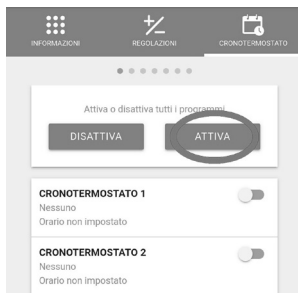 INFORMAZIONI
REGOLAZIONI
CRONOTERMOSTATO
Attiva o disattiva tutti i programmi
DISATTIVA
ATTIVA
CRONOTERMOSTATO 1
Nessuno
Orario non impostato
CRONOTERMOSTATO 2
Nessuno
Orario non impostato